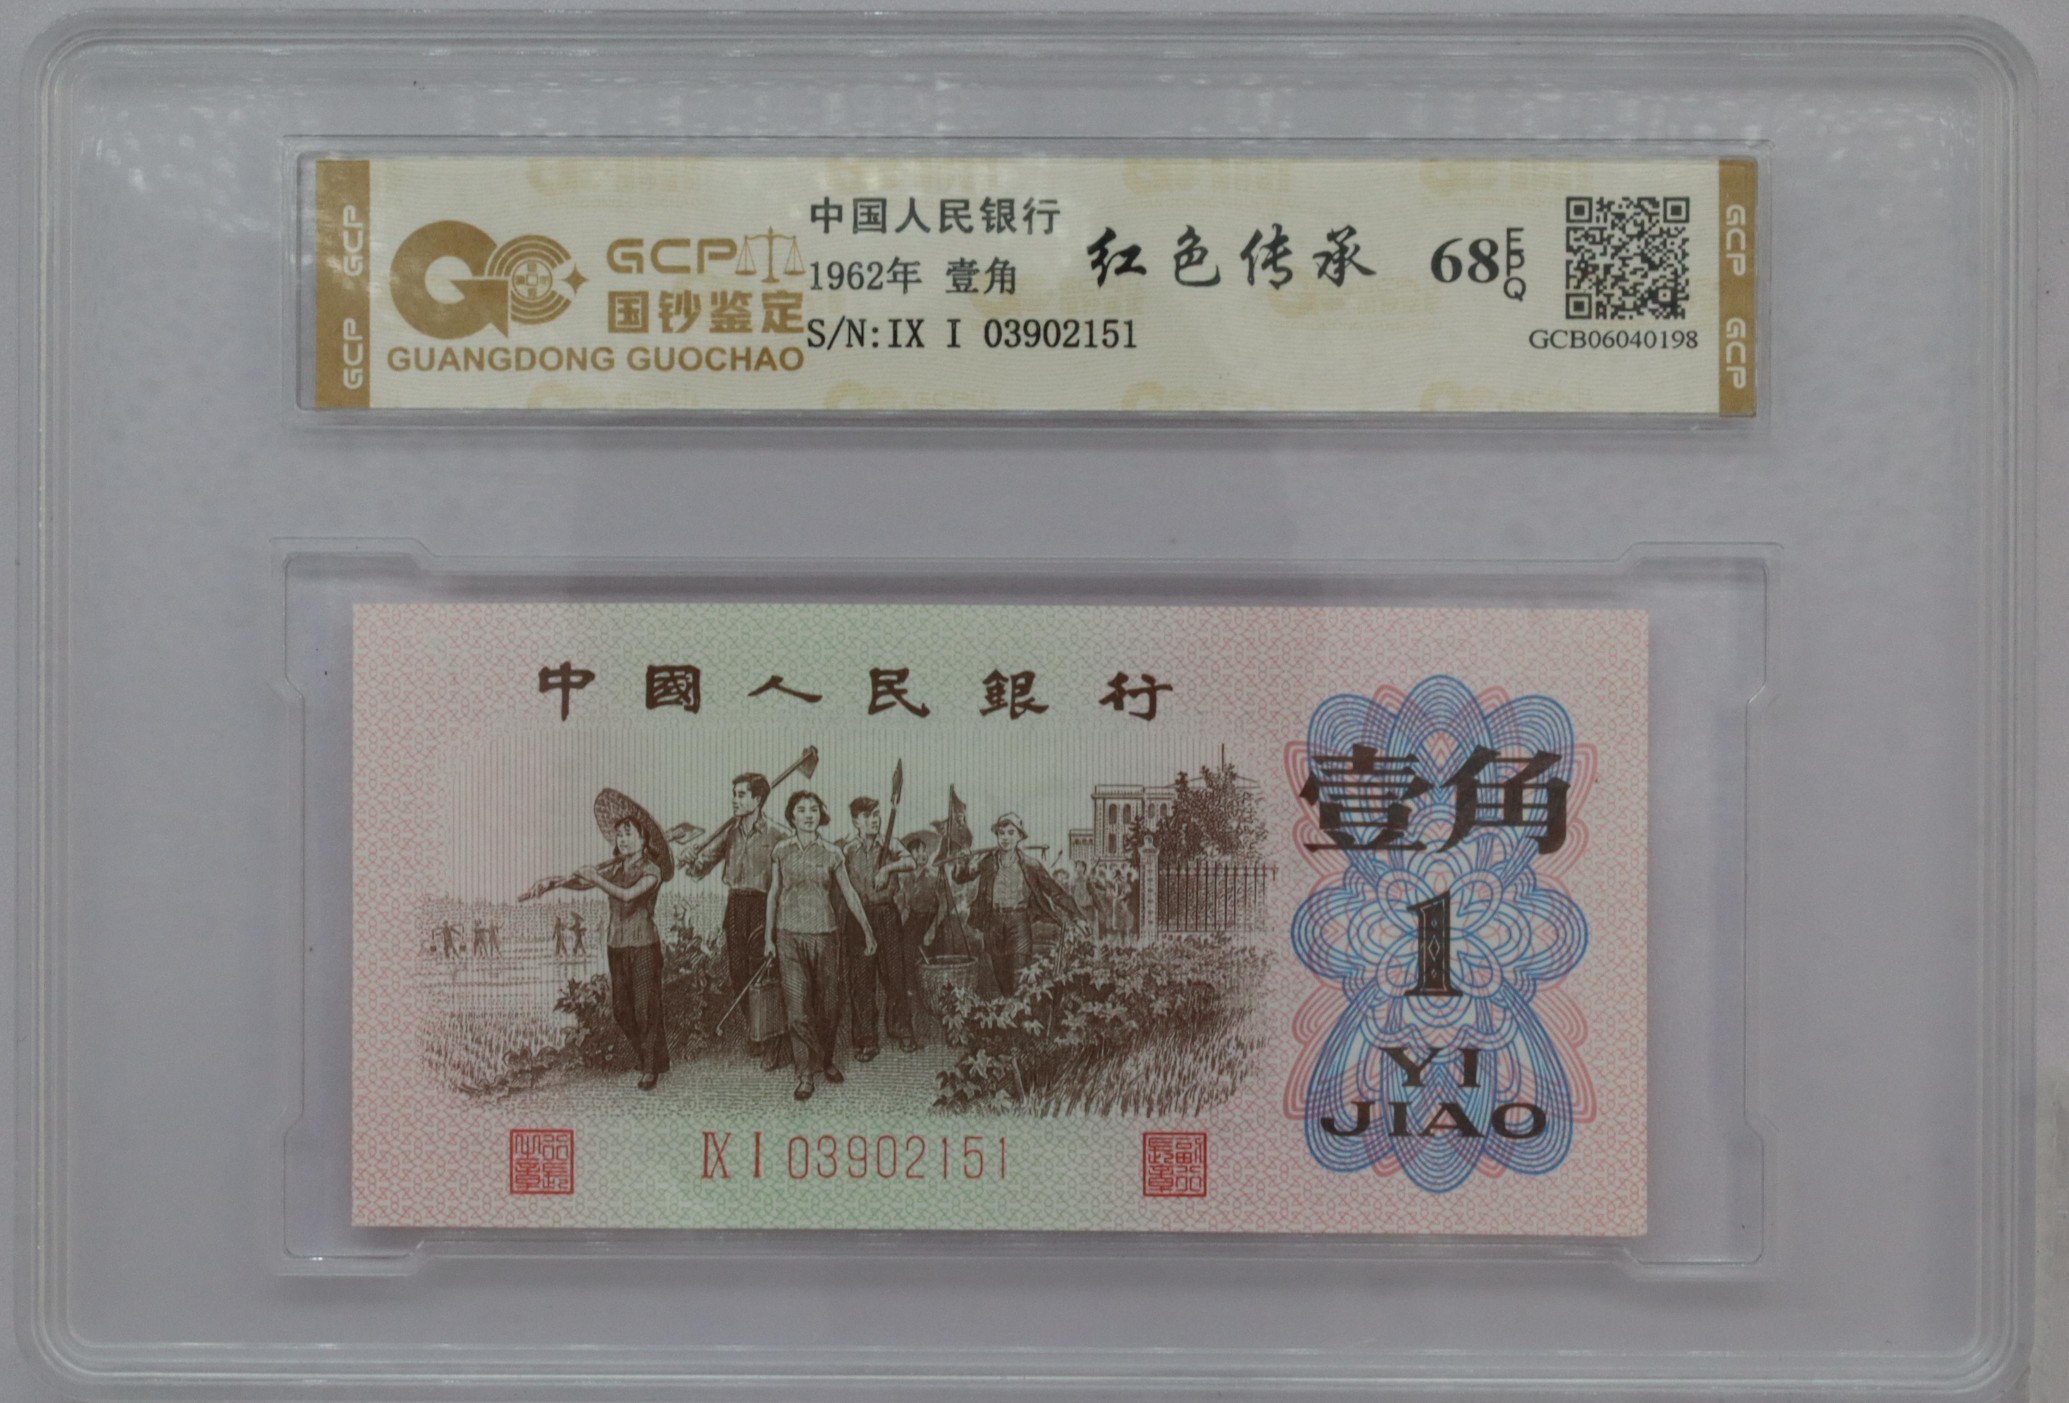 GCP GCP
GCP
国钞鉴定
GUANGDONG GUOCHAO
中国人民银行
1962年 壹角
S/N:IX I 03902151
红色传承
68 EPQ
GCB06040198
GCP GCP
中國人民銀行
壹角
1
YI
JIAO
IX I 03902151